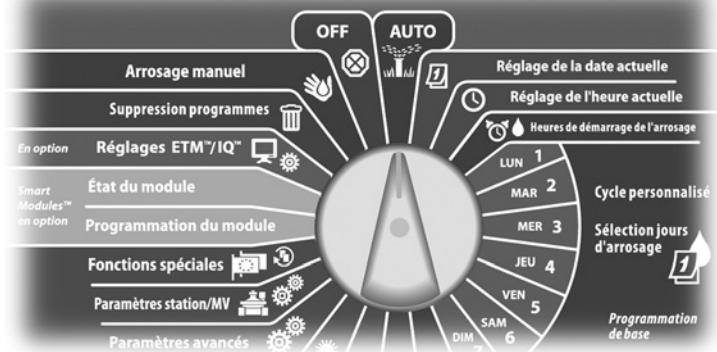 OFF
AUTO
Arrosage manuel
Suppression programmes
En option
Réglages ETM™/IQ™
Smart
Modules™
en option
État du module
Programmation du module
Fonctions spéciales
Paramètres station/MV
Paramètres avancés
1
Réglage de la date actuelle
Réglage de l'heure actuelle
Heures de démarrage de l'arrosage
LUN 1
MAR 2
MER 3
JEU 4
VEN 5
SAM 6
DIM 7
Cycle personnalisé
Sélection jours
d'arrosage
1
Programmation
de base